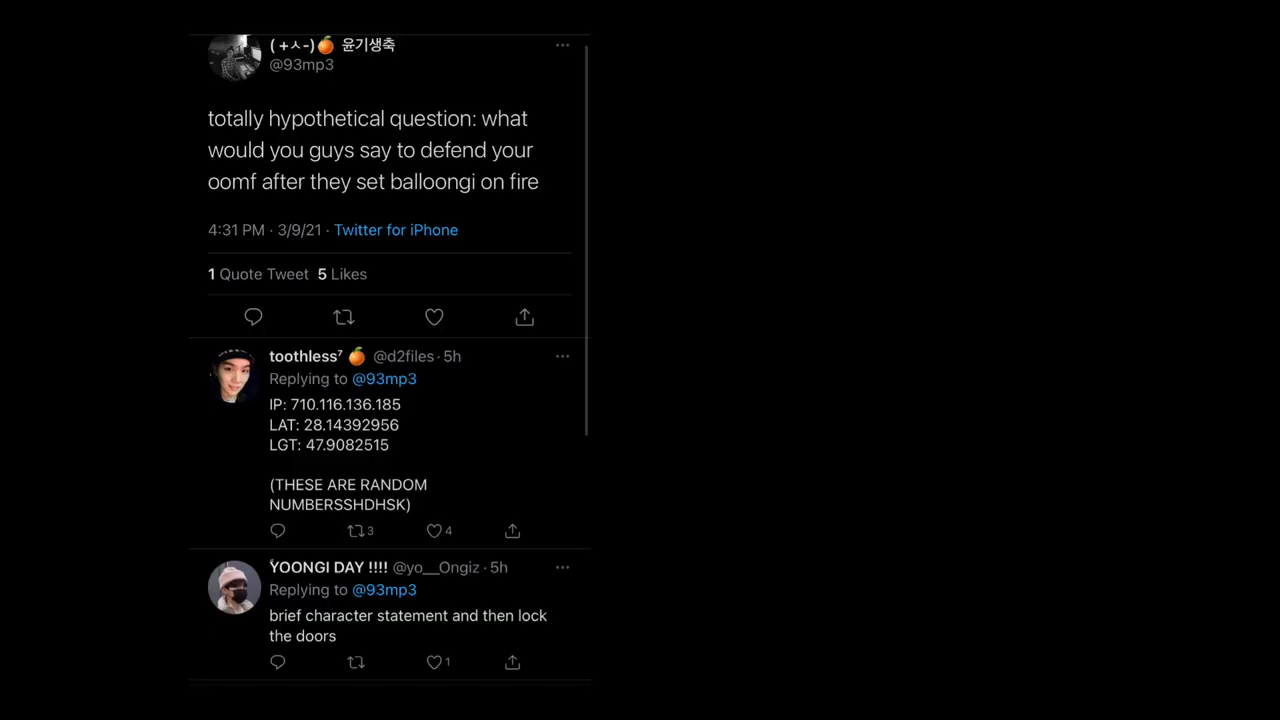 ( +ㅅ-)🍊 윤기생축
@93mp3
totally hypothetical question: what
would you guys say to defend your
oomf after they set balloongi on fire
4:31 PM · 3/9/21 · Twitter for iPhone
1 Quote Tweet 5 Likes
toothless⁷ 🍊 @d2files · 5h
Replying to @93mp3
IP: 710.116.136.185
LAT: 28.14392956
LGT: 47.9082515
(THESE ARE RANDOM
NUMBERSSHDHSK)
3 4
YOONGI DAY !!!! @yo__Ongiz · 5h
Replying to @93mp3
brief character statement and then lock
the doors
1